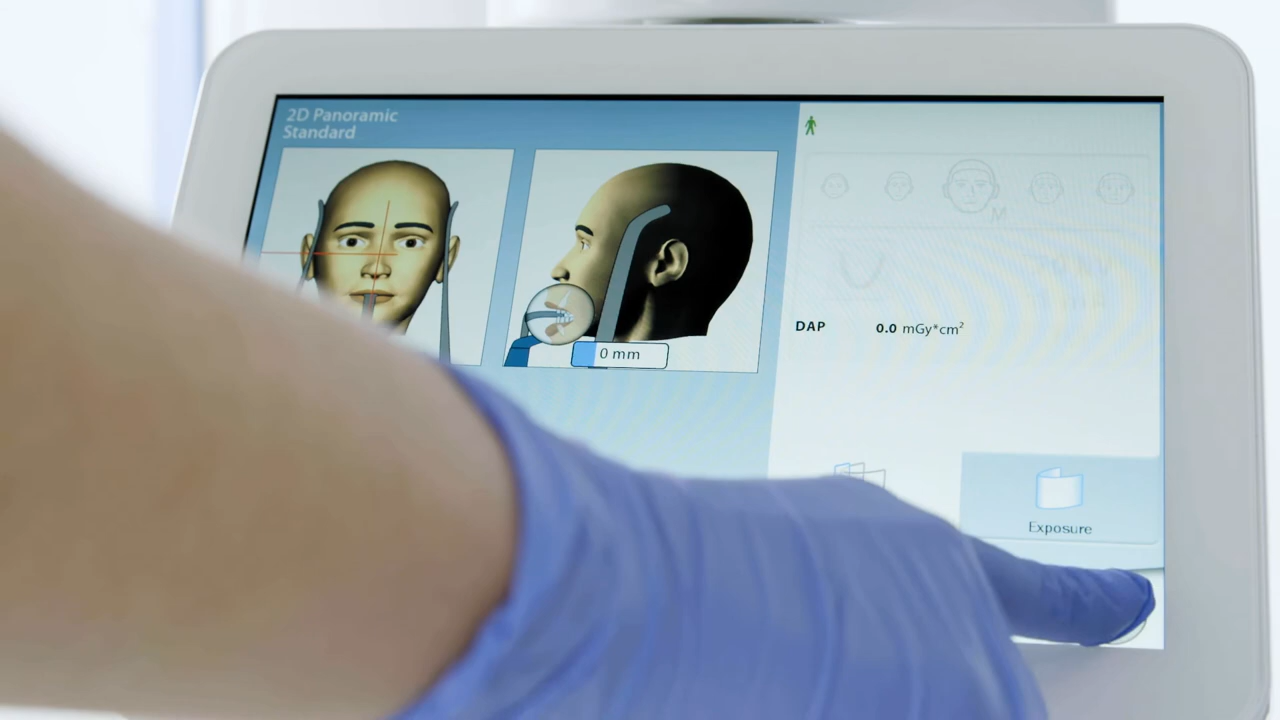 2D Panoramic
Standard
M
DAP 0.0 mGy*cm²
0 mm
Exposure